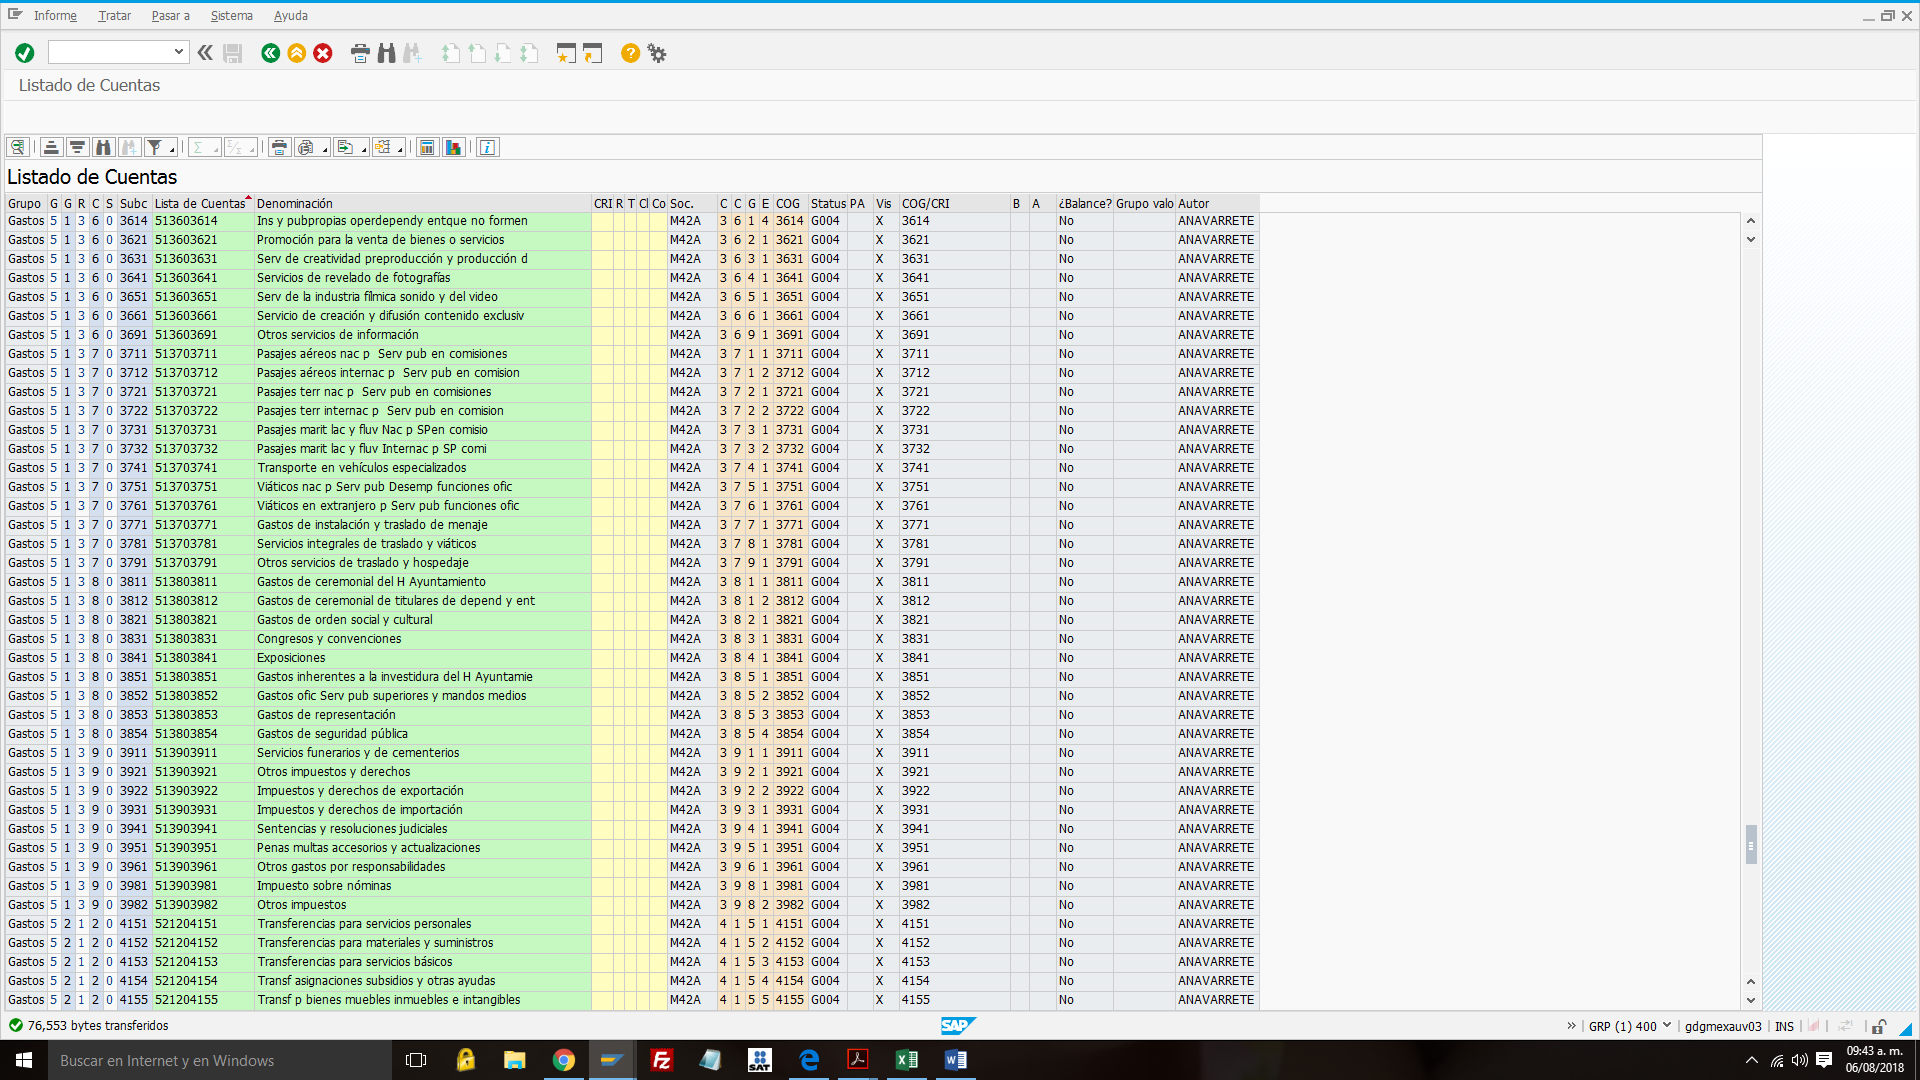 Informe Tratar Pasar a Sistema Ayuda
Listado de Cuentas
Listado de Cuentas
Grupo G G R C S Subc Lista de Cuentas Denominación CRI R T Cl Co Soc. C C G E COG Status PA Vis COG/CRI B A ¿Balance? Grupo valo Autor
Gastos 5 1 3 6 0 3614 513603614 Ins y pubpropias operdependy entque no formen M42A 3 6 1 4 3614 G004 X 3614 No ANAVARRETE
Gastos 5 1 3 6 0 3621 513603621 Promoción para la venta de bienes o servicios M42A 3 6 2 1 3621 G004 X 3621 No ANAVARRETE
Gastos 5 1 3 6 0 3631 513603631 Serv de creatividad preproducción y producción d M42A 3 6 3 1 3631 G004 X 3631 No ANAVARRETE
Gastos 5 1 3 6 0 3641 513603641 Servicios de revelado de fotografías M42A 3 6 4 1 3641 G004 X 3641 No ANAVARRETE
Gastos 5 1 3 6 0 3651 513603651 Serv de la industria fílmica sonido y del video M42A 3 6 5 1 3651 G004 X 3651 No ANAVARRETE
Gastos 5 1 3 6 0 3661 513603661 Servicio de creación y difusión contenido exclusiv M42A 3 6 6 1 3661 G004 X 3661 No ANAVARRETE
Gastos 5 1 3 6 0 3691 513603691 Otros servicios de información M42A 3 6 9 1 3691 G004 X 3691 No ANAVARRETE
Gastos 5 1 3 7 0 3711 513703711 Pasajes aéreos nac p Serv pub en comisiones M42A 3 7 1 1 3711 G004 X 3711 No ANAVARRETE
Gastos 5 1 3 7 0 3712 513703712 Pasajes aéreos internac p Serv pub en comision M42A 3 7 1 2 3712 G004 X 3712 No ANAVARRETE
Gastos 5 1 3 7 0 3721 513703721 Pasajes terr nac p Serv pub en comisiones M42A 3 7 2 1 3721 G004 X 3721 No ANAVARRETE
Gastos 5 1 3 7 0 3722 513703722 Pasajes terr internac p Serv pub en comision M42A 3 7 2 2 3722 G004 X 3722 No ANAVARRETE
Gastos 5 1 3 7 0 3731 513703731 Pasajes marit lac y fluv Nac p SPen comisio M42A 3 7 3 1 3731 G004 X 3731 No ANAVARRETE
Gastos 5 1 3 7 0 3732 513703732 Pasajes marit lac y fluv Internac p SP comi M42A 3 7 3 2 3732 G004 X 3732 No ANAVARRETE
Gastos 5 1 3 7 0 3741 513703741 Transporte en vehículos especializados M42A 3 7 4 1 3741 G004 X 3741 No ANAVARRETE
Gastos 5 1 3 7 0 3751 513703751 Viáticos nac p Serv pub Desemp funciones ofic M42A 3 7 5 1 3751 G004 X 3751 No ANAVARRETE
Gastos 5 1 3 7 0 3761 513703761 Viáticos en extranjero p Serv pub funciones ofic M42A 3 7 6 1 3761 G004 X 3761 No ANAVARRETE
Gastos 5 1 3 7 0 3771 513703771 Gastos de instalación y traslado de menaje M42A 3 7 7 1 3771 G004 X 3771 No ANAVARRETE
Gastos 5 1 3 7 0 3781 513703781 Servicios integrales de traslado y viáticos M42A 3 7 8 1 3781 G004 X 3781 No ANAVARRETE
Gastos 5 1 3 7 0 3791 513703791 Otros servicios de traslado y hospedaje M42A 3 7 9 1 3791 G004 X 3791 No ANAVARRETE
Gastos 5 1 3 8 0 3811 513803811 Gastos de ceremonial del H Ayuntamiento M42A 3 8 1 1 3811 G004 X 3811 No ANAVARRETE
Gastos 5 1 3 8 0 3812 513803812 Gastos de ceremonial de titulares de depend y ent M42A 3 8 1 2 3812 G004 X 3812 No ANAVARRETE
Gastos 5 1 3 8 0 3821 513803821 Gastos de orden social y cultural M42A 3 8 2 1 3821 G004 X 3821 No ANAVARRETE
Gastos 5 1 3 8 0 3831 513803831 Congresos y convenciones M42A 3 8 3 1 3831 G004 X 3831 No ANAVARRETE
Gastos 5 1 3 8 0 3841 513803841 Exposiciones M42A 3 8 4 1 3841 G004 X 3841 No ANAVARRETE
Gastos 5 1 3 8 0 3851 513803851 Gastos inherentes a la investidura del H Ayuntamie M42A 3 8 5 1 3851 G004 X 3851 No ANAVARRETE
Gastos 5 1 3 8 0 3852 513803852 Gastos ofic Serv pub superiores y mandos medios M42A 3 8 5 2 3852 G004 X 3852 No ANAVARRETE
Gastos 5 1 3 8 0 3853 513803853 Gastos de representación M42A 3 8 5 3 3853 G004 X 3853 No ANAVARRETE
Gastos 5 1 3 8 0 3854 513803854 Gastos de seguridad pública M42A 3 8 5 4 3854 G004 X 3854 No ANAVARRETE
Gastos 5 1 3 9 0 3911 513903911 Servicios funerarios y de cementerios M42A 3 9 1 1 3911 G004 X 3911 No ANAVARRETE
Gastos 5 1 3 9 0 3921 513903921 Otros impuestos y derechos M42A 3 9 2 1 3921 G004 X 3921 No ANAVARRETE
Gastos 5 1 3 9 0 3922 513903922 Impuestos y derechos de exportación M42A 3 9 2 2 3922 G004 X 3922 No ANAVARRETE
Gastos 5 1 3 9 0 3931 513903931 Impuestos y derechos de importación M42A 3 9 3 1 3931 G004 X 3931 No ANAVARRETE
Gastos 5 1 3 9 0 3941 513903941 Sentencias y resoluciones judiciales M42A 3 9 4 1 3941 G004 X 3941 No ANAVARRETE
Gastos 5 1 3 9 0 3951 513903951 Penas multas accesorios y actualizaciones M42A 3 9 5 1 3951 G004 X 3951 No ANAVARRETE
Gastos 5 1 3 9 0 3961 513903961 Otros gastos por responsabilidades M42A 3 9 6 1 3961 G004 X 3961 No ANAVARRETE
Gastos 5 1 3 9 0 3981 513903981 Impuesto sobre nóminas M42A 3 9 8 1 3981 G004 X 3981 No ANAVARRETE
Gastos 5 1 3 9 0 3982 513903982 Otros impuestos M42A 3 9 8 2 3982 G004 X 3982 No ANAVARRETE
Gastos 5 2 1 2 0 4151 521204151 Transferencias para servicios personales M42A 4 1 5 1 4151 G004 X 4151 No ANAVARRETE
Gastos 5 2 1 2 0 4152 521204152 Transferencias para materiales y suministros M42A 4 1 5 2 4152 G004 X 4152 No ANAVARRETE
Gastos 5 2 1 2 0 4153 521204153 Transferencias para servicios básicos M42A 4 1 5 3 4153 G004 X 4153 No ANAVARRETE
Gastos 5 2 1 2 0 4154 521204154 Transf asignaciones subsidios y otras ayudas M42A 4 1 5 4 4154 G004 X 4154 No ANAVARRETE
Gastos 5 2 1 2 0 4155 521204155 Transf p bienes muebles inmuebles e intangibles M42A 4 1 5 5 4155 G004 X 4155 No ANAVARRETE
76,553 bytes transferidos SAP GRP (1) 400 gdgmexauv03 INS
Buscar en Internet y en Windows SAT 09:43 a. m.
06/08/2018